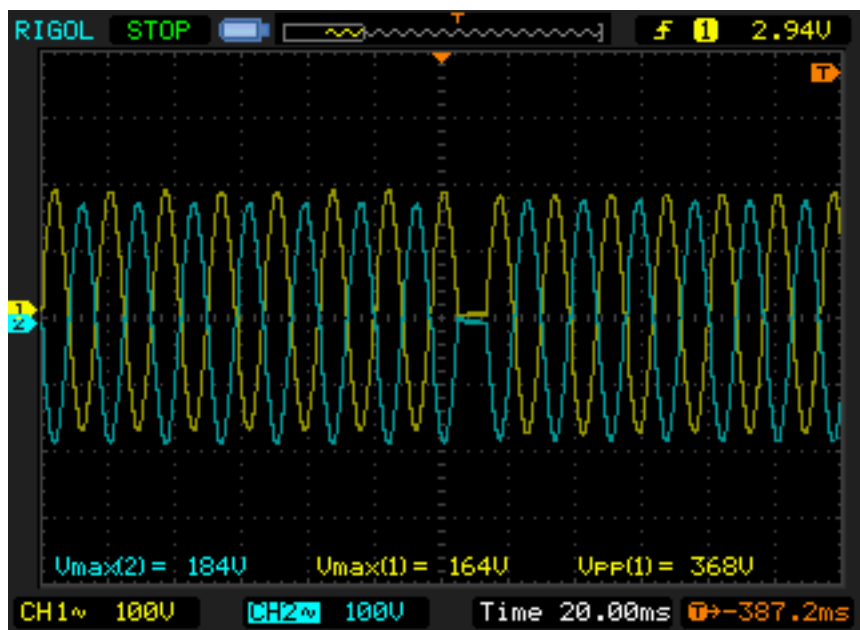 RIGOL STOP T 1 2.94V
T
1
2
Vmax(2)= 184V Vmax(1)= 164V Vpp(1)= 368V
CH1~ 100V CH2~ 100V Time 20.00ms T→-387.2ms